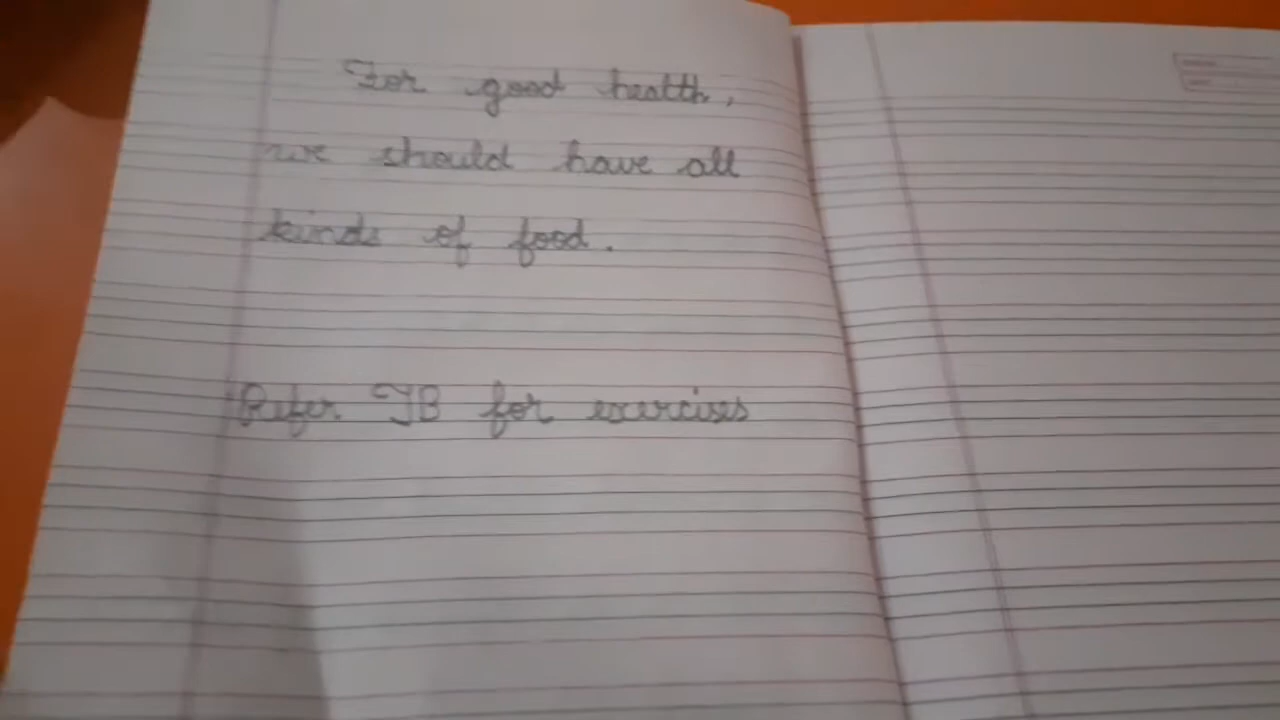 For good health,
we should have all
kinds of food.
Refer TB for exercises